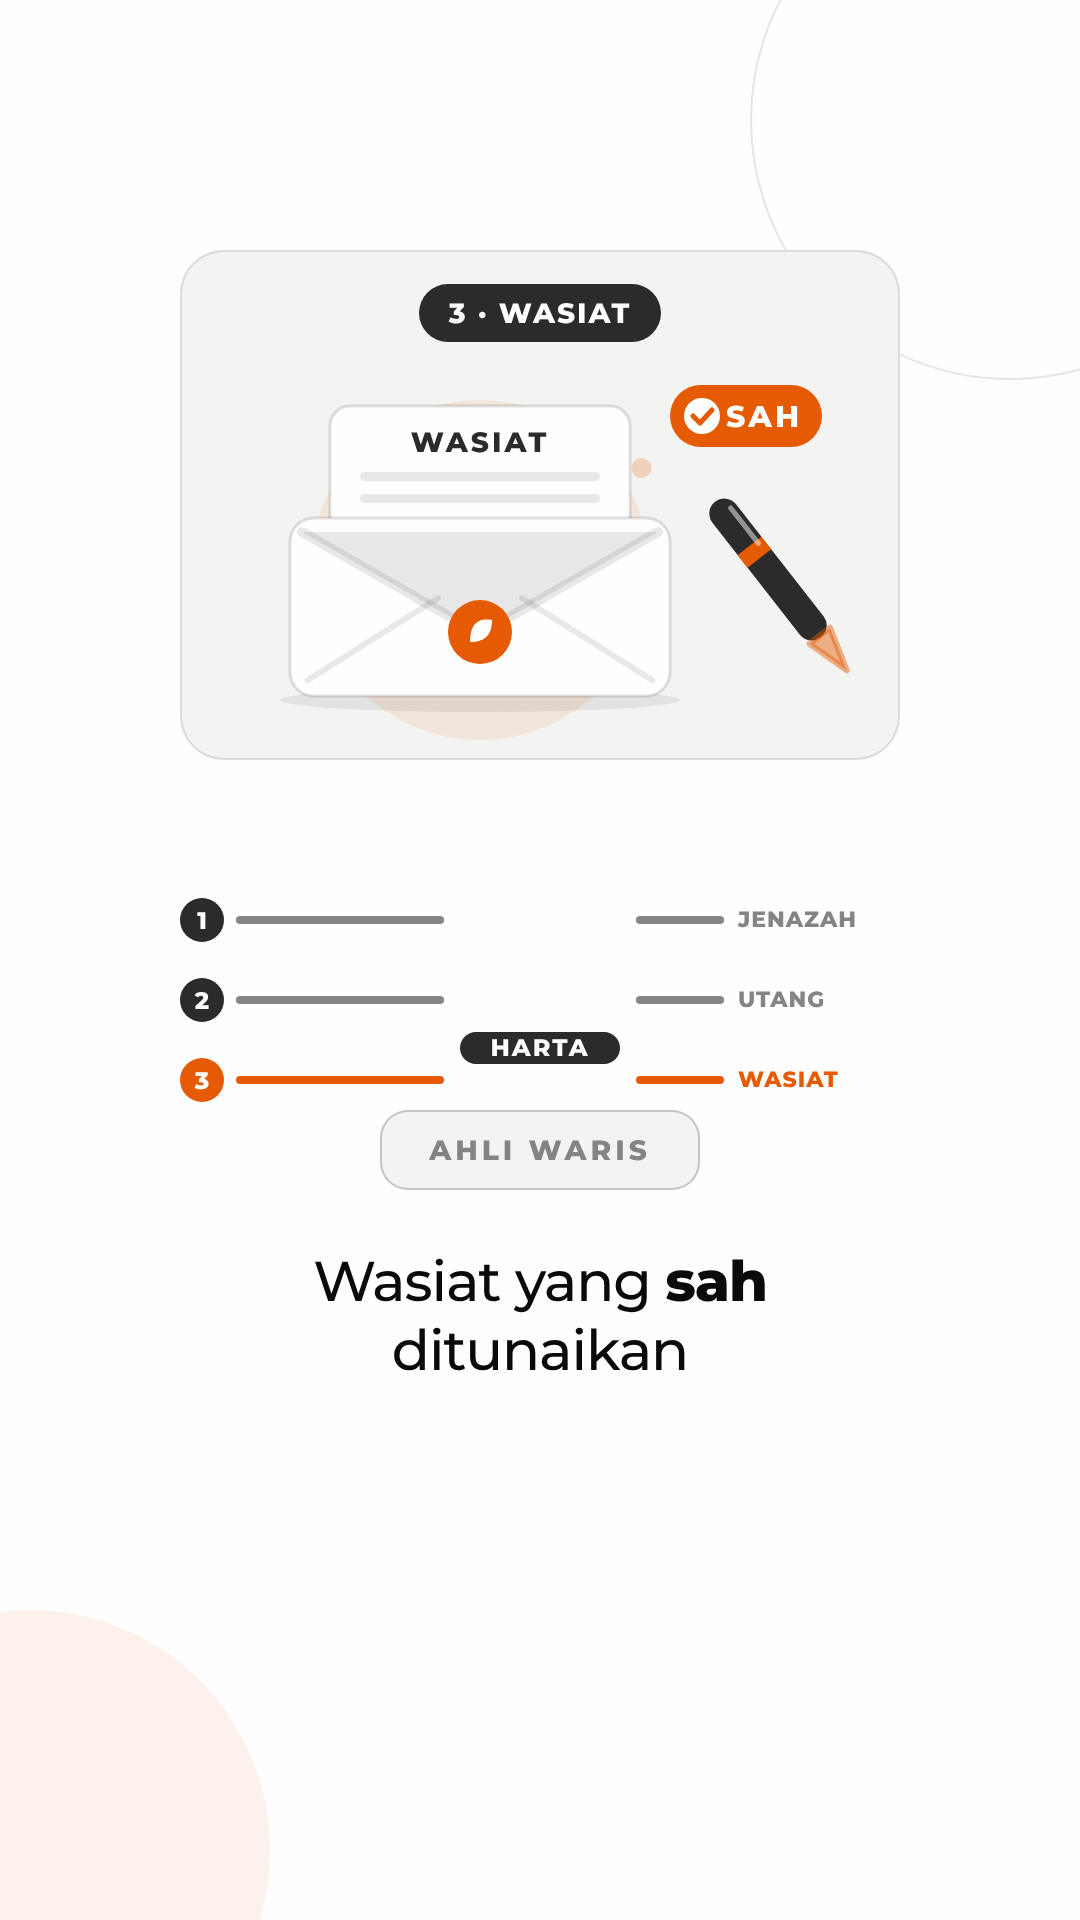 3 · WASIAT
SAH
WASIAT
1 JENAZAH
2 UTANG
HARTA
3 WASIAT
AHLI WARIS
Wasiat yang sah
ditunaikan